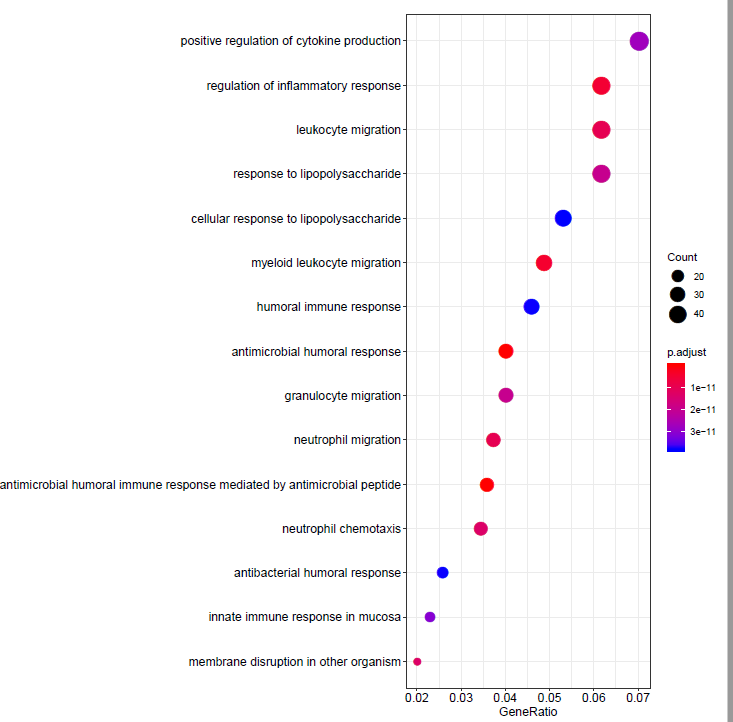 positive regulation of cytokine production
regulation of inflammatory response
leukocyte migration
response to lipopolysaccharide
cellular response to lipopolysaccharide
myeloid leukocyte migration
humoral immune response
antimicrobial humoral response
granulocyte migration
neutrophil migration
antimicrobial humoral immune response mediated by antimicrobial peptide
neutrophil chemotaxis
antibacterial humoral response
innate immune response in mucosa
membrane disruption in other organism
0.02 0.03 0.04 0.05 0.06 0.07
GeneRatio
Count
20
30
40
p.adjust
1e−11
2e−11
3e−11